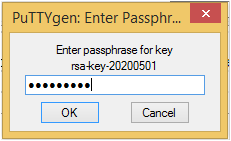 PuTTYgen: Enter Passphr...
Enter passphrase for key
rsa-key-20200501
●●●●●●●●●
OK
Cancel